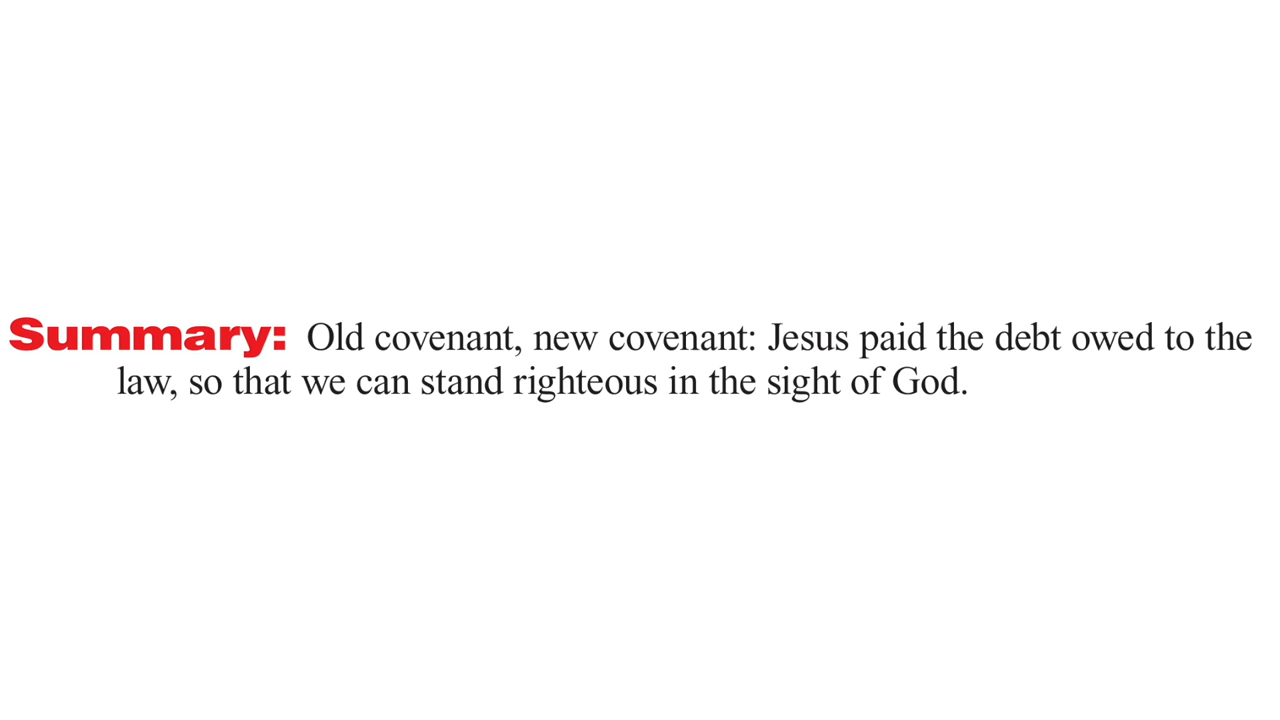 Summary: Old covenant, new covenant: Jesus paid the debt owed to the
law, so that we can stand righteous in the sight of God.